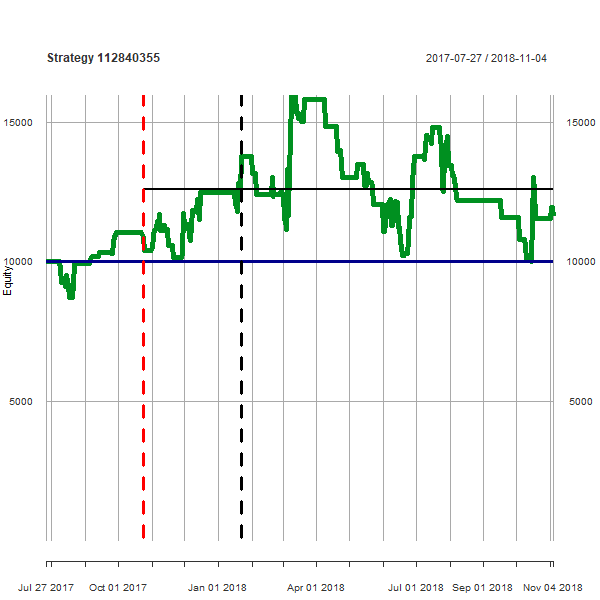 Strategy 112840355 2017-07-27 / 2018-11-04
15000 15000
10000 10000
Equity
5000 5000
Jul 27 2017 Oct 01 2017 Jan 01 2018 Apr 01 2018 Jul 01 2018 Sep 01 2018 Nov 04 2018